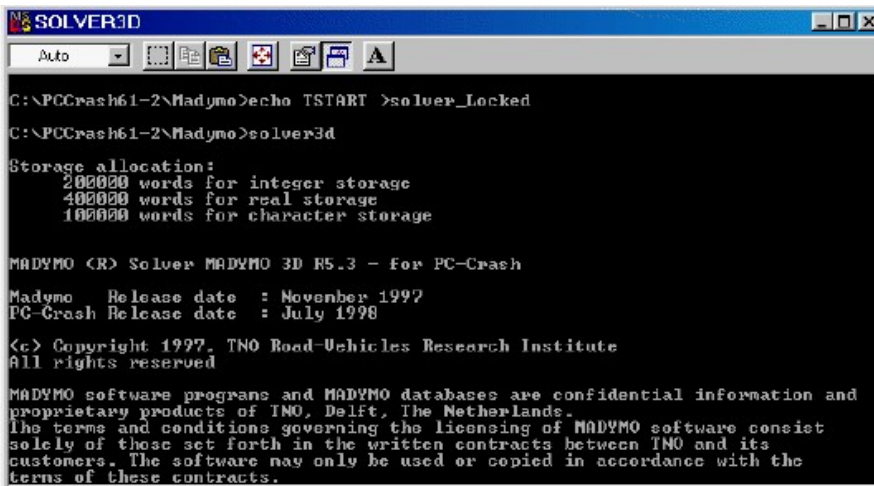 SOLVER3D
Auto
A
C:\PCCrash61-2\Madymo>echo TSTART >solver_Locked
C:\PCCrash61-2\Madymo>solver3d
Storage allocation:
200000 words for integer storage
400000 words for real storage
100000 words for character storage
MADYMO (R) Solver MADYMO 3D R5.3 - for PC-Crash
Madymo Release date : November 1997
PC-Crash Release date : July 1998
(c) Copyright 1997, TNO Road-Vehicles Research Institute
All rights reserved
MADYMO software programs and MADYMO databases are confidential information and
proprietary products of TNO, Delft, The Netherlands.
The terms and conditions governing the licensing of MADYMO software consist
solely of those set forth in the written contracts between TNO and its
customers. The software may only be used or copied in accordance with the
terms of these contracts.